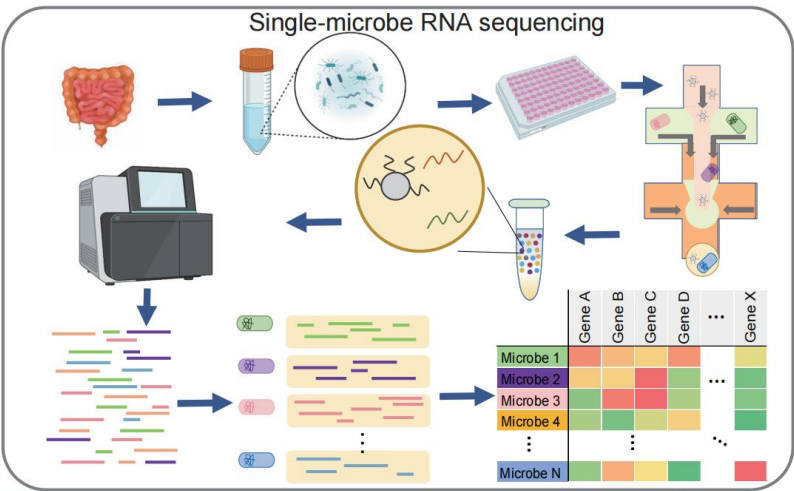 Single-microbe RNA sequencing
Gene A
Gene B
Gene C
Gene D
...
Gene X
Microbe 1
Microbe 2
...
Microbe 3
Microbe 4
...
...
...
...
Microbe N